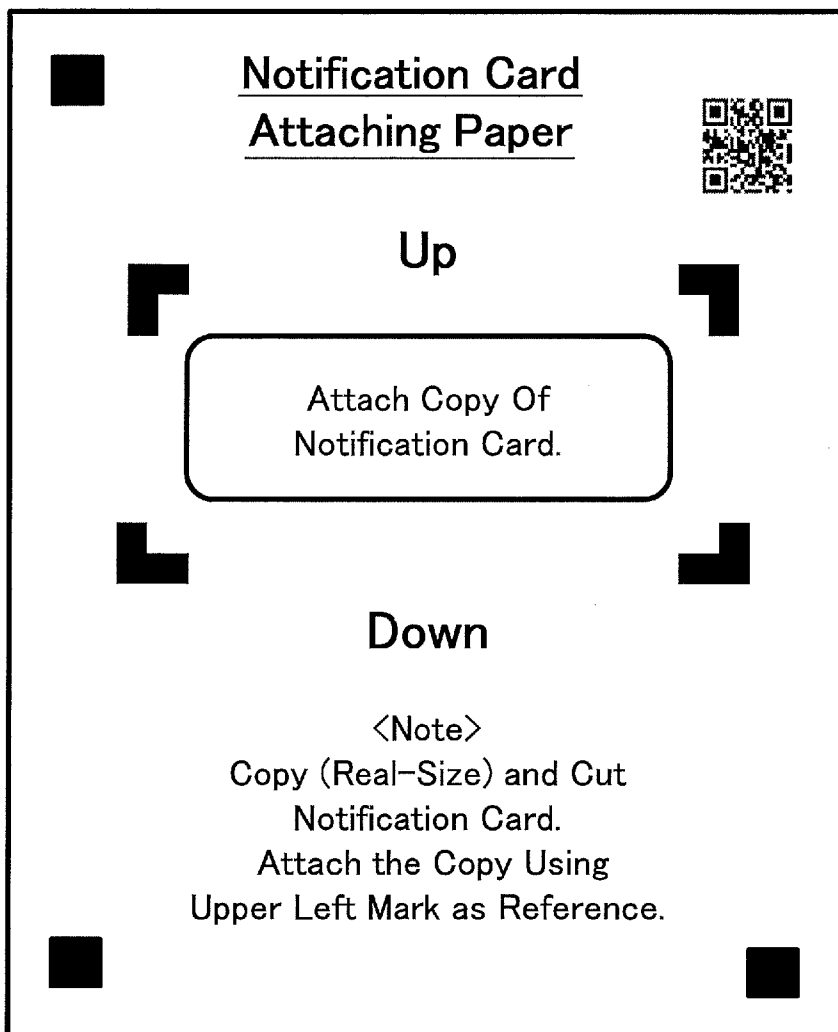 Notification Card
Attaching Paper
Up
Attach Copy Of
Notification Card.
Down
<Note>
Copy (Real-Size) and Cut
Notification Card.
Attach the Copy Using
Upper Left Mark as Reference.